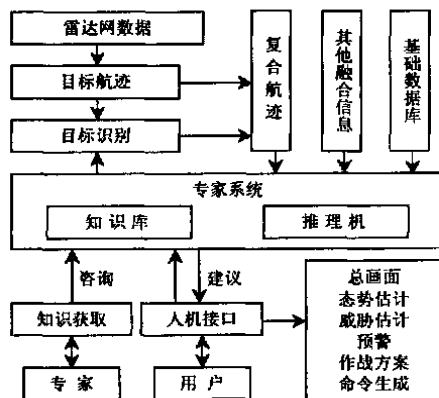 雷达网数据
目标航迹
目标识别
复合航迹
其他融合信息
基础数据库
专家系统
知识库
推理机
咨询
建议
知识获取
人机接口
专家
用户
总画面
态势估计
威胁估计
预警
作战方案
命令生成